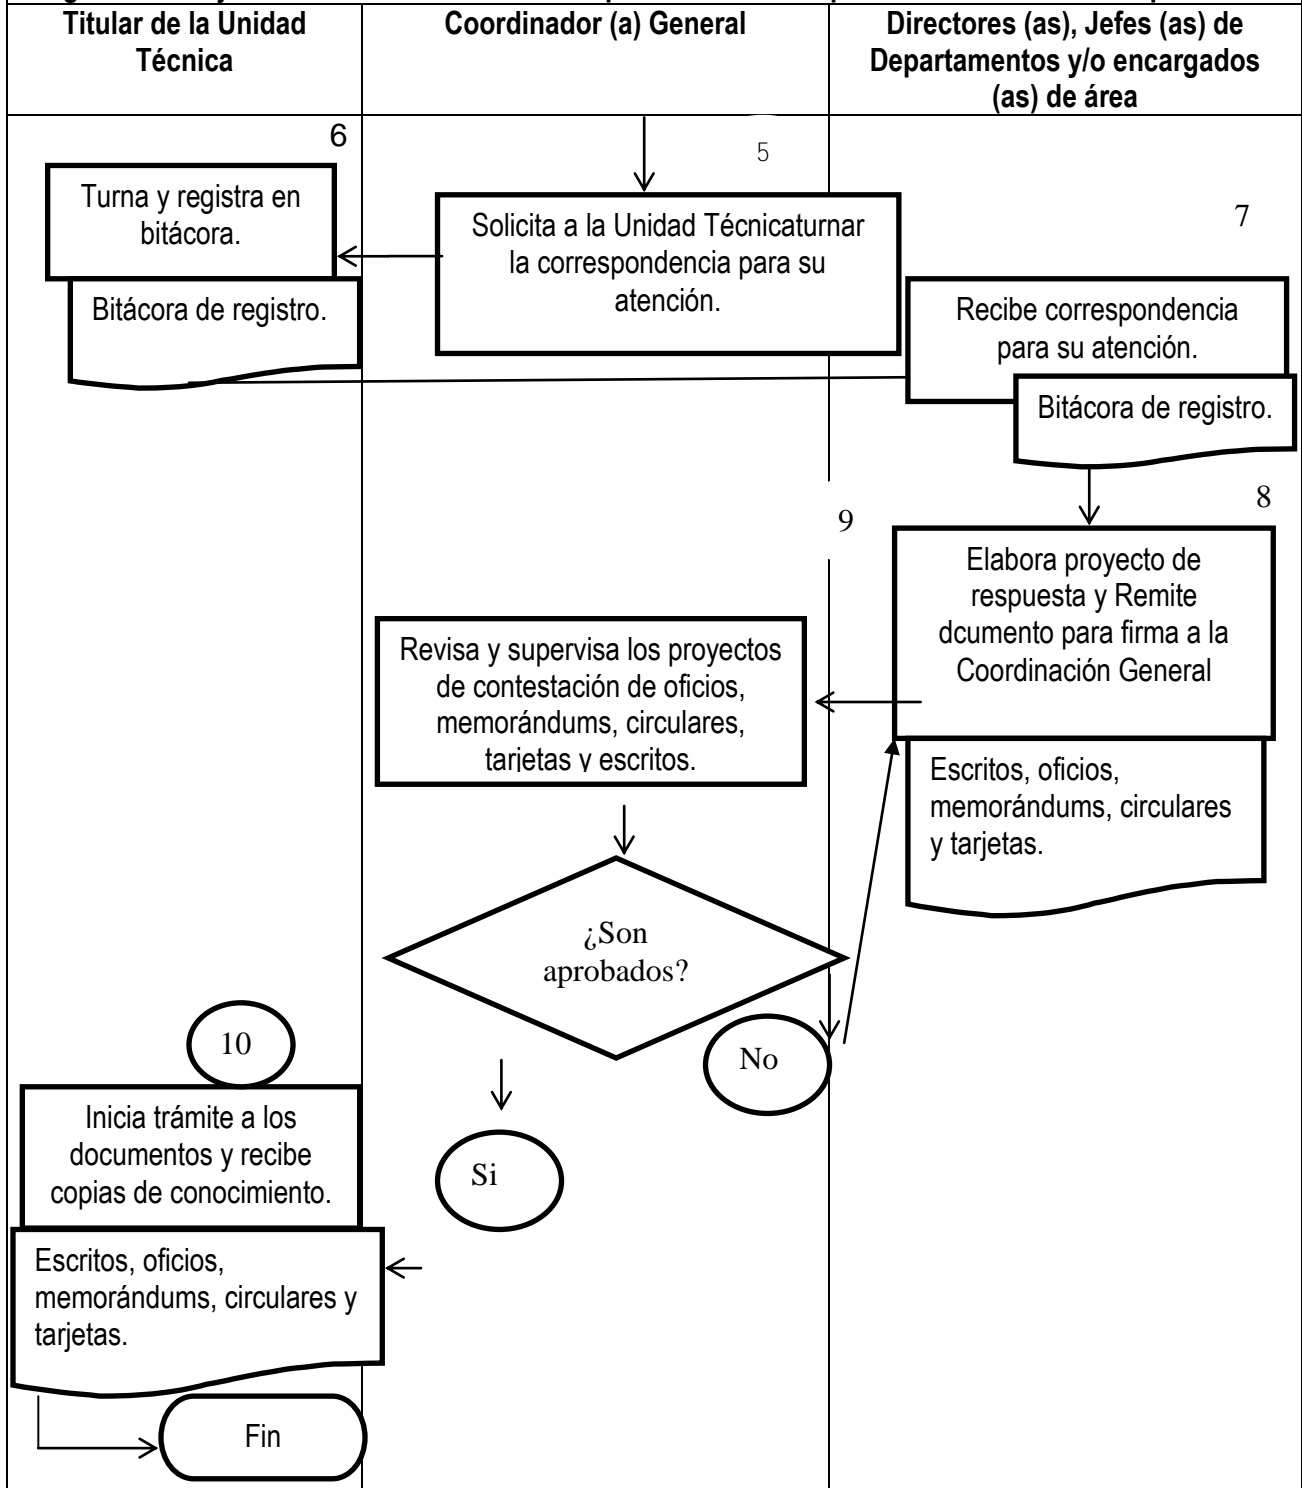 Titular de la Unidad
Técnica
Coordinador (a) General
Directores (as), Jefes (as) de
Departamentos y/o encargados
(as) de área
6
5
7
Turna y registra en
bitácora.
Bitácora de registro.
Solicita a la Unidad Técnicaturnar
la correspondencia para su
atención.
Recibe correspondencia
para su atención.
Bitácora de registro.
8
9
Elabora proyecto de
respuesta y Remite
dcumento para firma a la
Coordinación General
Escritos, oficios,
memorándums, circulares
y tarjetas.
Revisa y supervisa los proyectos
de contestación de oficios,
memorándums, circulares,
tarjetas y escritos.
¿Son
aprobados?
No
Si
10
Inicia trámite a los
documentos y recibe
copias de conocimiento.
Escritos, oficios,
memorándums, circulares y
tarjetas.
Fin